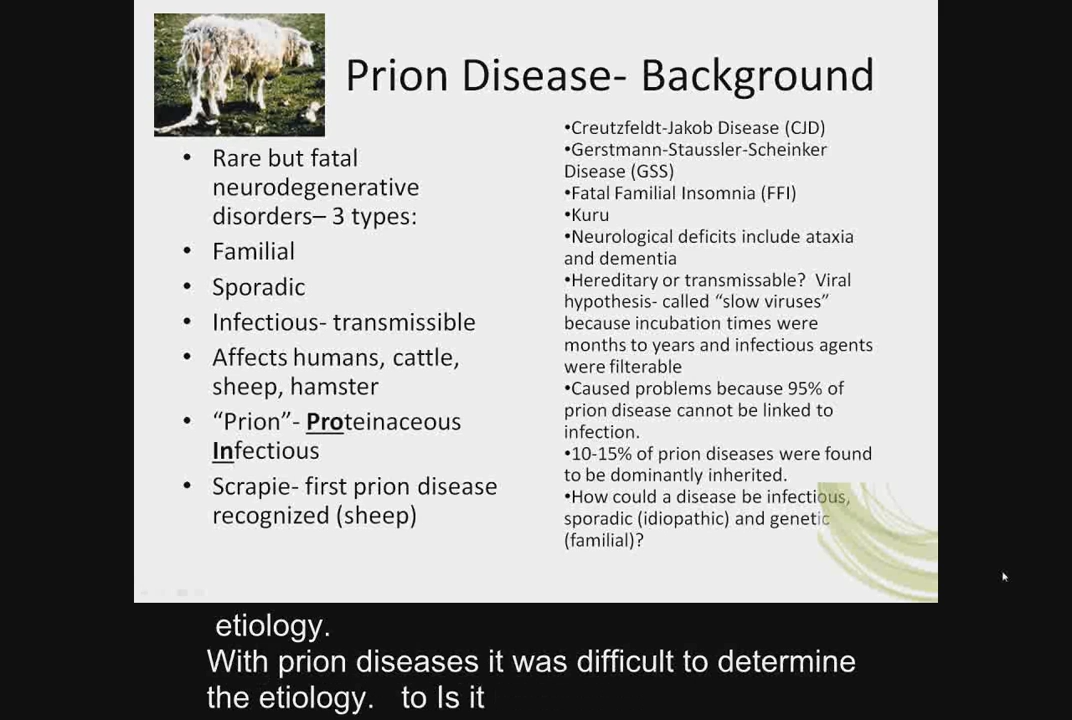 Prion Disease- Background
• Rare but fatal
neurodegenerative
disorders– 3 types:
• Familial
• Sporadic
• Infectious- transmissible
• Affects humans, cattle,
sheep, hamster
• “Prion”- Proteinaceous
Infectious
• Scrapie- first prion disease
recognized (sheep)
•Creutzfeldt-Jakob Disease (CJD)
•Gerstmann-Staussler-Scheinker
Disease (GSS)
•Fatal Familial Insomnia (FFI)
•Kuru
•Neurological deficits include ataxia
and dementia
•Hereditary or transmissable?  Viral
hypothesis- called “slow viruses”
because incubation times were
months to years and infectious agents
were filterable
•Caused problems because 95% of
prion disease cannot be linked to
infection.
•10-15% of prion diseases were found
to be dominantly inherited.
•How could a disease be infectious,
sporadic (idiopathic) and genetic
(familial)?
etiology.
With prion diseases it was difficult to determine
the etiology.   to Is it